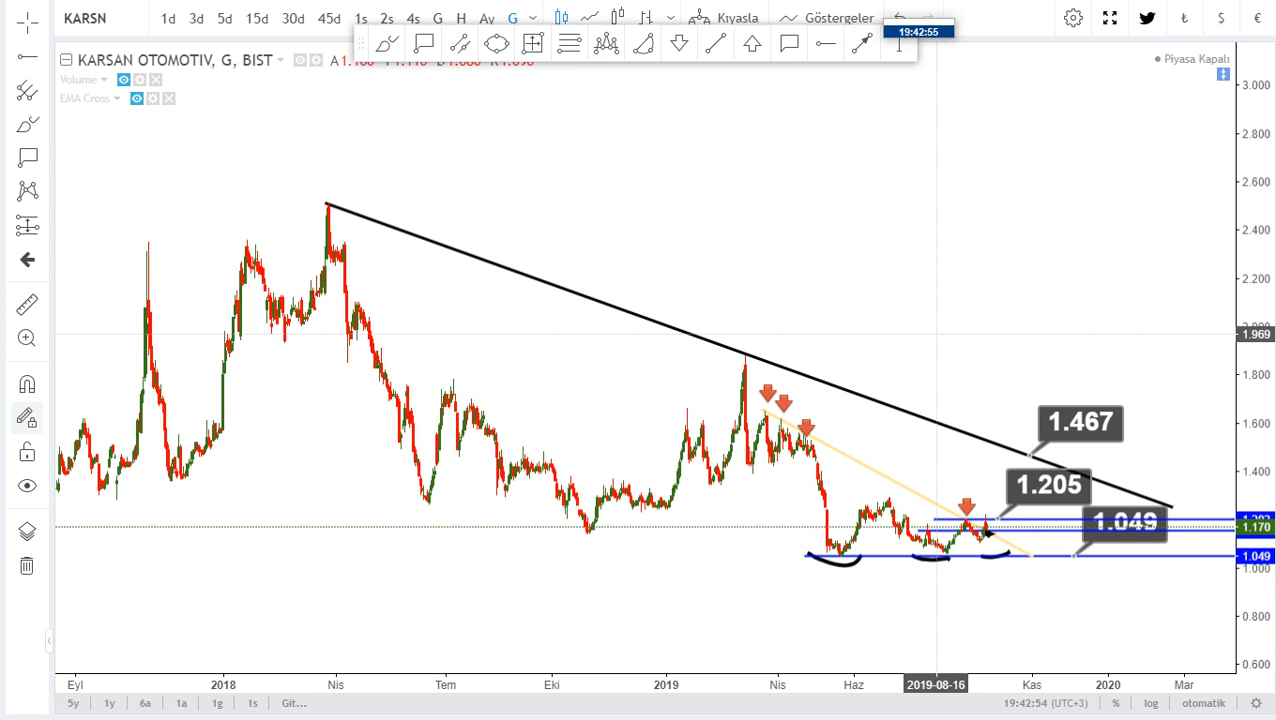 KARSN 1d 3d 5d 15d 30d 45d 1s 2s 4s G H Ay G Kıyasla Göstergeler ₺ $ €
19:42:55
KARSAN OTOMOTIV, G, BIST
Piyasa Kapalı
Volume
EMA Cross
3.000
2.800
2.600
2.400
2.200
2.000
1.969
1.800
1.600
1.467
1.400
1.205
1.049
1.170
1.049
1.000
0.800
0.600
Eyl 2018 Nis Tem Eki 2019 Nis Haz 2019-08-16 Kas 2020 Mar
5y 1y 6a 1a 1g 1s Git... 19:42:54 (UTC+3) % log otomatik